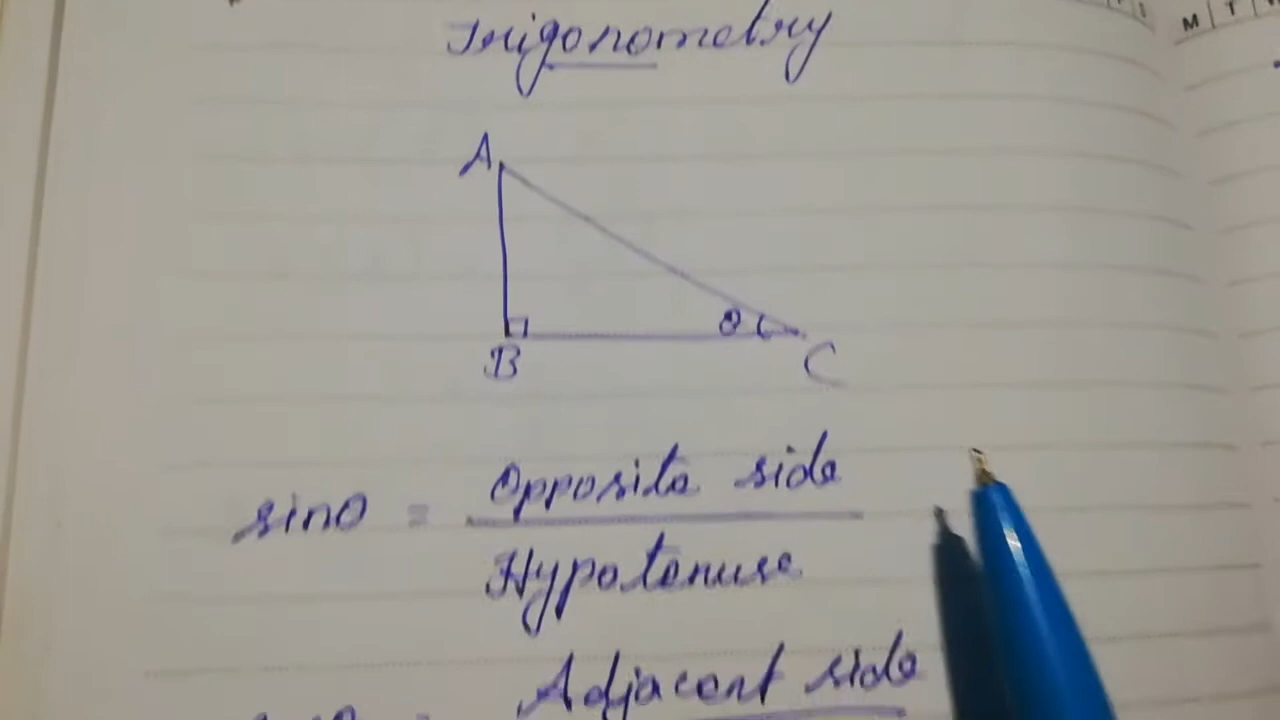 Trigonometry
M T
A
θ
B
C
sinθ = Opposite side
Hypotenuse
Adjacent side